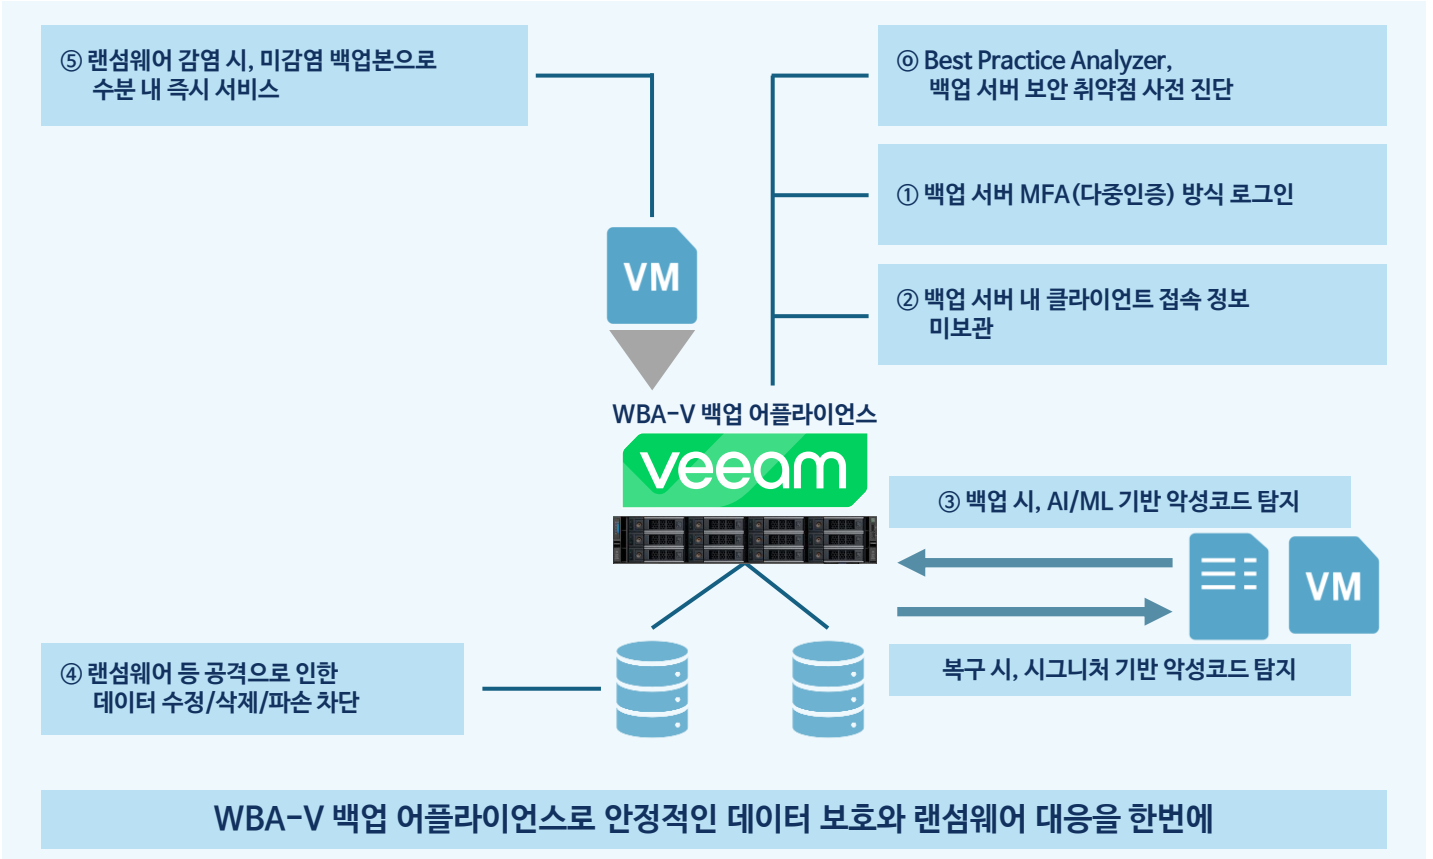 ⑤ 랜섬웨어 감염 시, 미감염 백업본으로
수분 내 즉시 서비스
⓪ Best Practice Analyzer,
백업 서버 보안 취약점 사전 진단
① 백업 서버 MFA(다중인증) 방식 로그인
② 백업 서버 내 클라이언트 접속 정보
미보관
VM
WBA-V 백업 어플라이언스
veeam
③ 백업 시, AI/ML 기반 악성코드 탐지
VM
복구 시, 시그니처 기반 악성코드 탐지
④ 랜섬웨어 등 공격으로 인한
데이터 수정/삭제/파손 차단
WBA-V 백업 어플라이언스로 안정적인 데이터 보호와 랜섬웨어 대응을 한번에